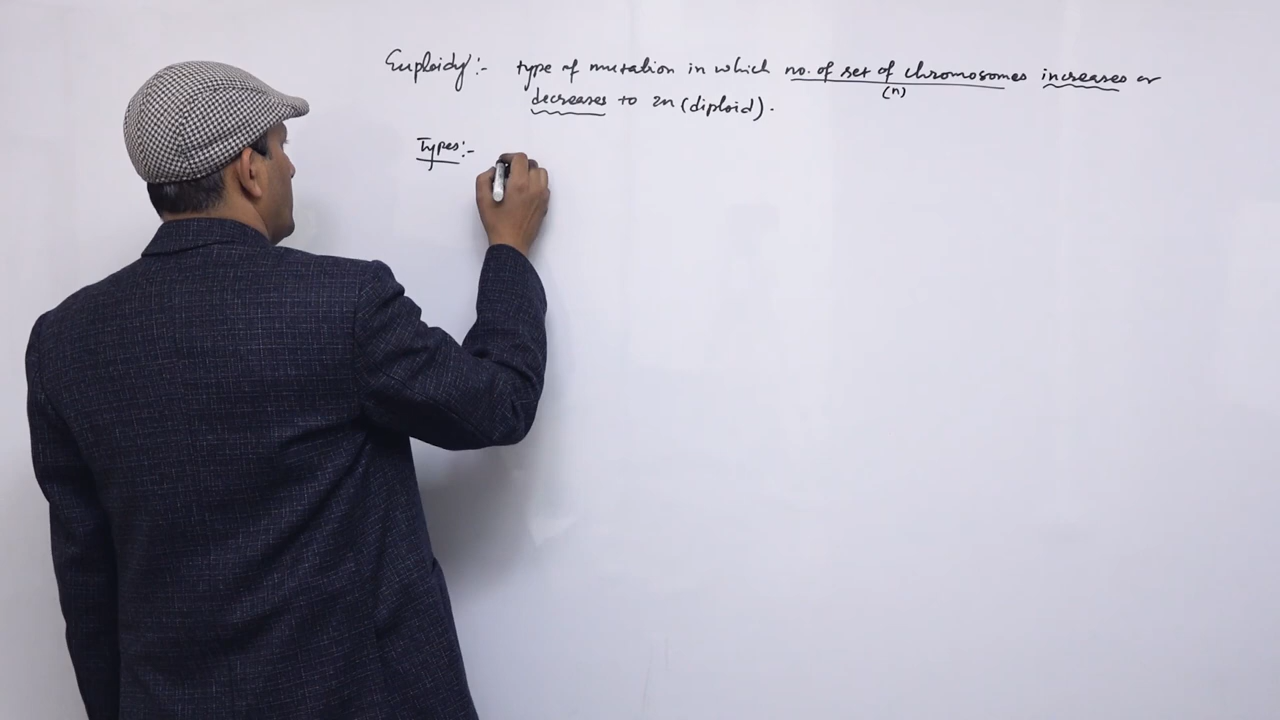 Euploidy:- type of mutation in which no. of set of chromosomes increases or
(n)
decreases to 2n (diploid).
Types:-